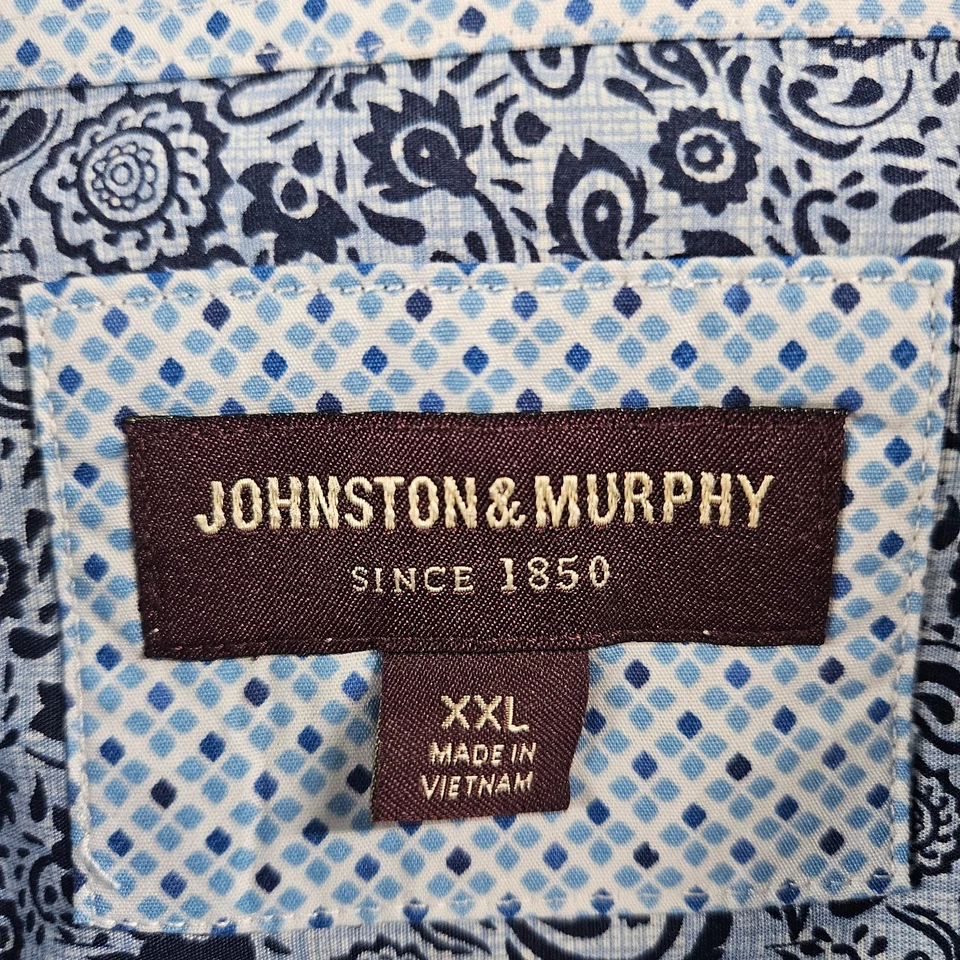 JOHNSTON & MURPHY
SINCE 1850
XXL
MADE IN
VIETNAM